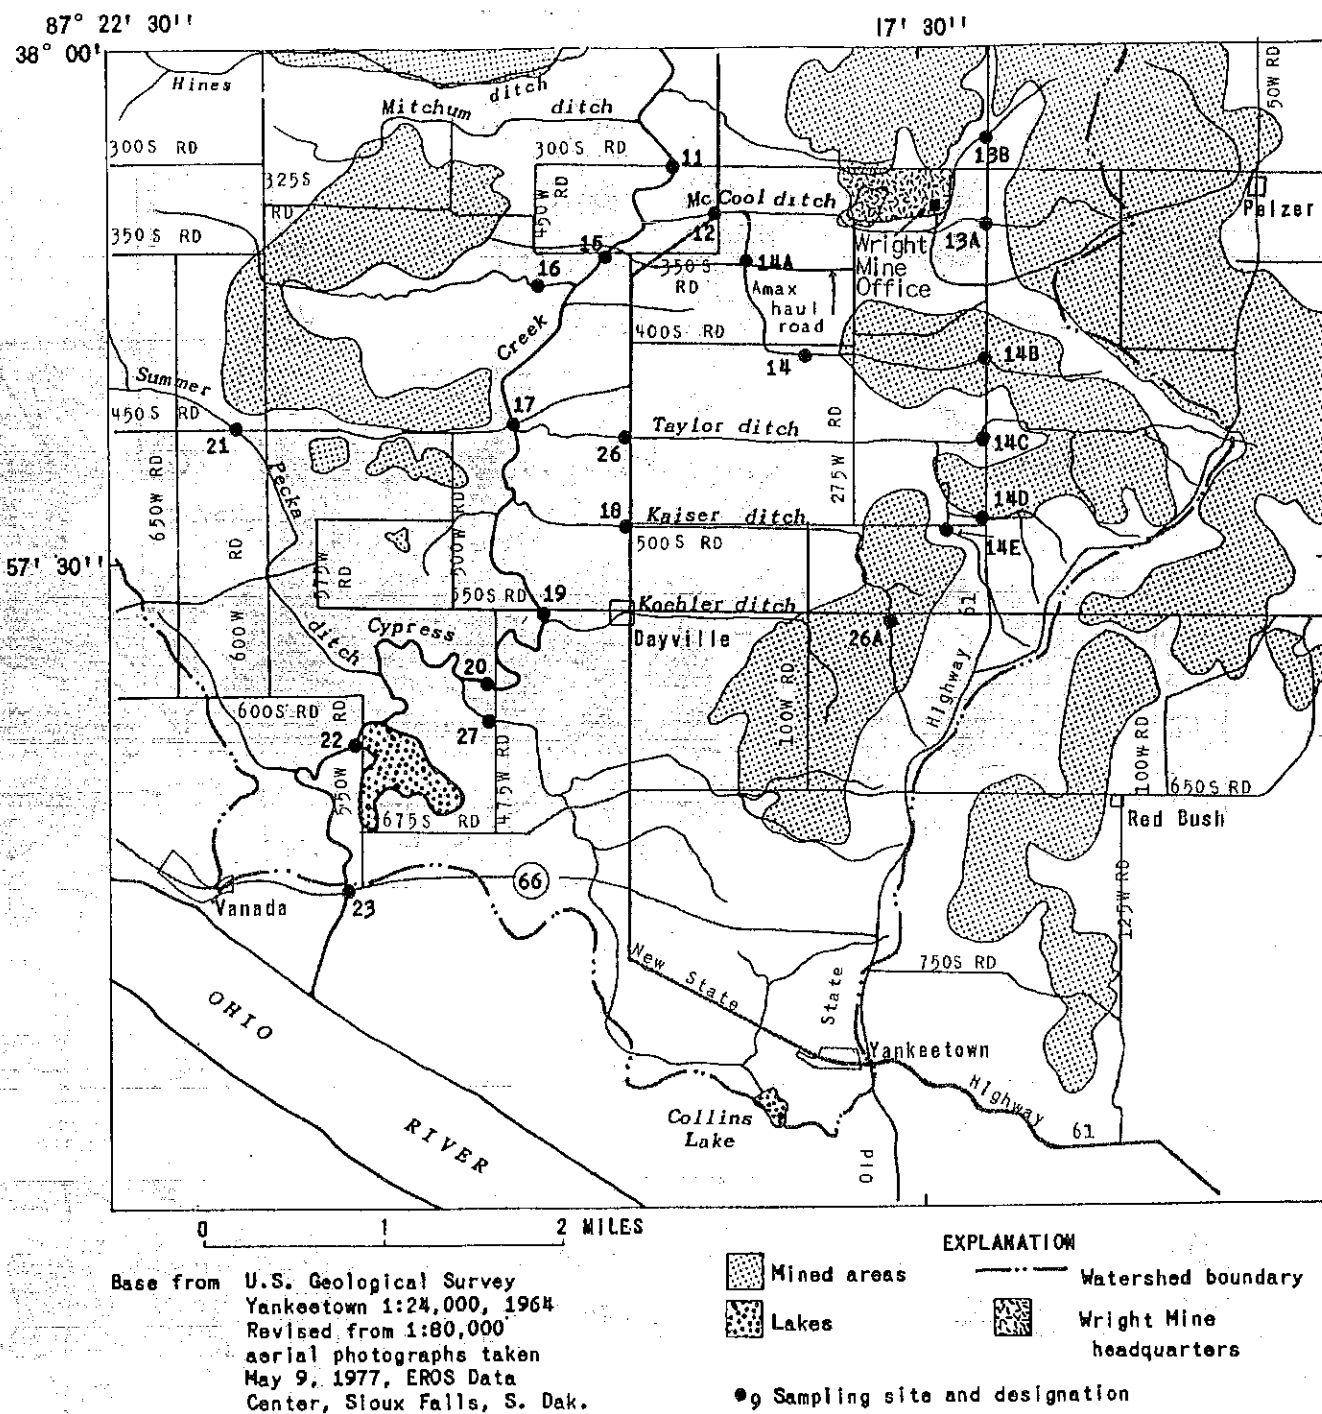 87° 22' 30''
17' 30''
38° 00'
Hines
ditch
Mitchum
ditch
50W RD
300S RD
300S RD
11
13B
325S
RD
450W
RD
McCool ditch
12
Pelzer
350S RD
15
13A
Wright
Mine
Office
16
350S
RD
14A
Amax
haul
road
Creek
400S RD
14
14B
Summer
450S RD
17
Taylor ditch
275W RD
21
26
14C
Pecka
650W RD
500W RD
14D
18
Kaiser ditch
500S RD
14E
57' 30''
600W RD
575W
RD
550S RD
19
Koehler ditch
61
ditch
Cypress
Dayville
26A
20
100W RD
Highway
600S RD
22
550W RD
27
475W RD
100W RD
650S RD
675S RD
Red Bush
66
Vanada
23
125W RD
New State
750S RD
State
OHIO
Yankeetown
Highway
Collins
Lake
61
RIVER
Old
0 1 2 MILES
EXPLANATION
Mined areas
Watershed boundary
Lakes
Wright Mine
headquarters
●9 Sampling site and designation
Base from U.S. Geological Survey
Yankeetown 1:24,000, 1964
Revised from 1:80,000
aerial photographs taken
May 9, 1977, EROS Data
Center, Sioux Falls, S. Dak.